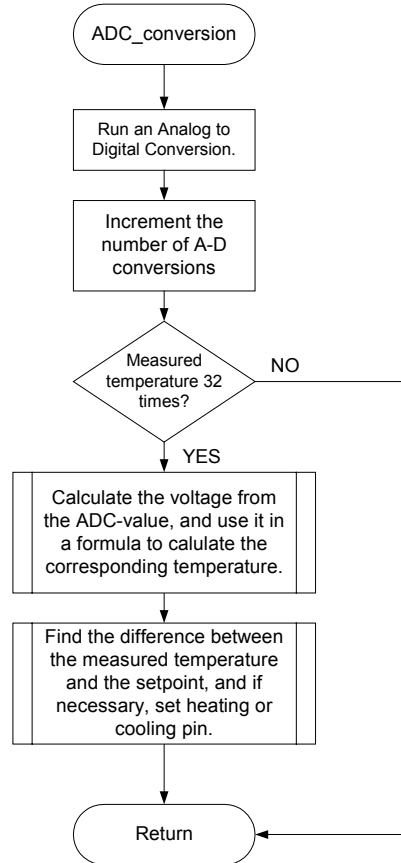 ADC_conversion
Run an Analog to
Digital Conversion.
Increment the
number of A-D
conversions
Measured
temperature 32
times?
NO
YES
Calculate the voltage from
the ADC-value, and use it in
a formula to calulate the
corresponding temperature.
Find the difference between
the measured temperature
and the setpoint, and if
necessary, set heating or
cooling pin.
Return